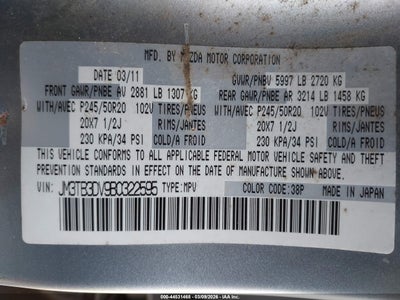 MFD. BY MAZDA MOTOR CORPORATION
DATE 03/11 GVWR/PNBV 5997 LB 2720 KG
FRONT GAWR/PNBE AV 2881 LB 1307 KG REAR GAWR/PNBE AR 3214 LB 1458 KG
WITH/AVEC P245/50R20 102V TIRES/PNEUS WITH/AVEC P245/50R20 102V TIRES/PNEUS
20X7 1/2J RIMS/JANTES 20X7 1/2J RIMS/JANTES
230 KPA/34 PSI COLD/A FROID 230 KPA/34 PSI COLD/A FROID
THIS VEHICLE CONFORMS TO ALL APPLICABLE FEDERAL MOTOR VEHICLE SAFETY AND THEFT
PREVENTION STANDARDS IN EFFECT ON THE DATE OF MANUFACTURE SHOWN ABOVE.
VIN: JM3TB3DV9B0322595 TYPE:MPV COLOR CODE:38P MADE IN JAPAN
© Owner: 44531468 - 03/09/2026 - IAA Inc.